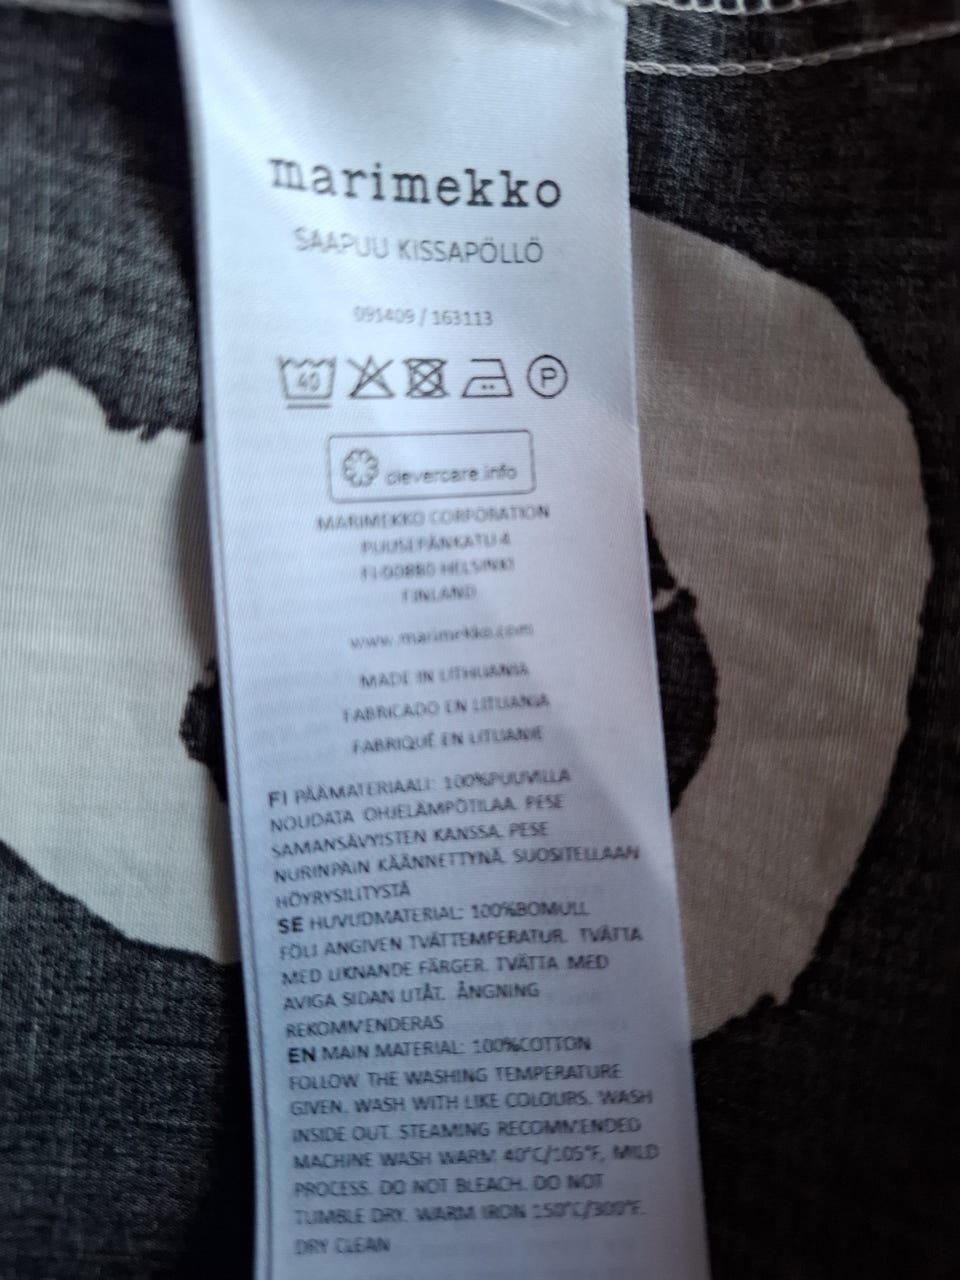 marimekko
SAAPUU KISSAPÖLLÖ
091409 / 163113
40
P
clevercare.info
MARIMEKKO CORPORATION
PUUSEPÄNKATU 4
FI-00880 HELSINKI
FINLAND
www.marimekko.com
MADE IN LITHUANIA
FABRICADO EN LITUANIA
FABRIQUÉ EN LITUANIE
FI PÄÄMATERIAALI: 100%PUUVILLA
NOUDATA OHJELÄMPÖTILAA. PESE
SAMANSÄVYISTEN KANSSA. PESE
NURINPÄIN KÄÄNNETTYNÄ. SUOSITELLAAN
HÖYRYSILITYSTÄ
SE HUVUDMATERIAL: 100%BOMULL
FÖLJ ANGIVEN TVÄTTEMPERATUR. TVÄTTA
MED LIKNANDE FÄRGER. TVÄTTA MED
AVIGA SIDAN UTÅT. ÅNGNING
REKOMMENDERAS
EN MAIN MATERIAL: 100%COTTON
FOLLOW THE WASHING TEMPERATURE
GIVEN. WASH WITH LIKE COLOURS. WASH
INSIDE OUT. STEAMING RECOMMENDED
MACHINE WASH WARM 40°C/105°F, MILD
PROCESS. DO NOT BLEACH. DO NOT
TUMBLE DRY. WARM IRON 150°C/300°F.
DRY CLEAN